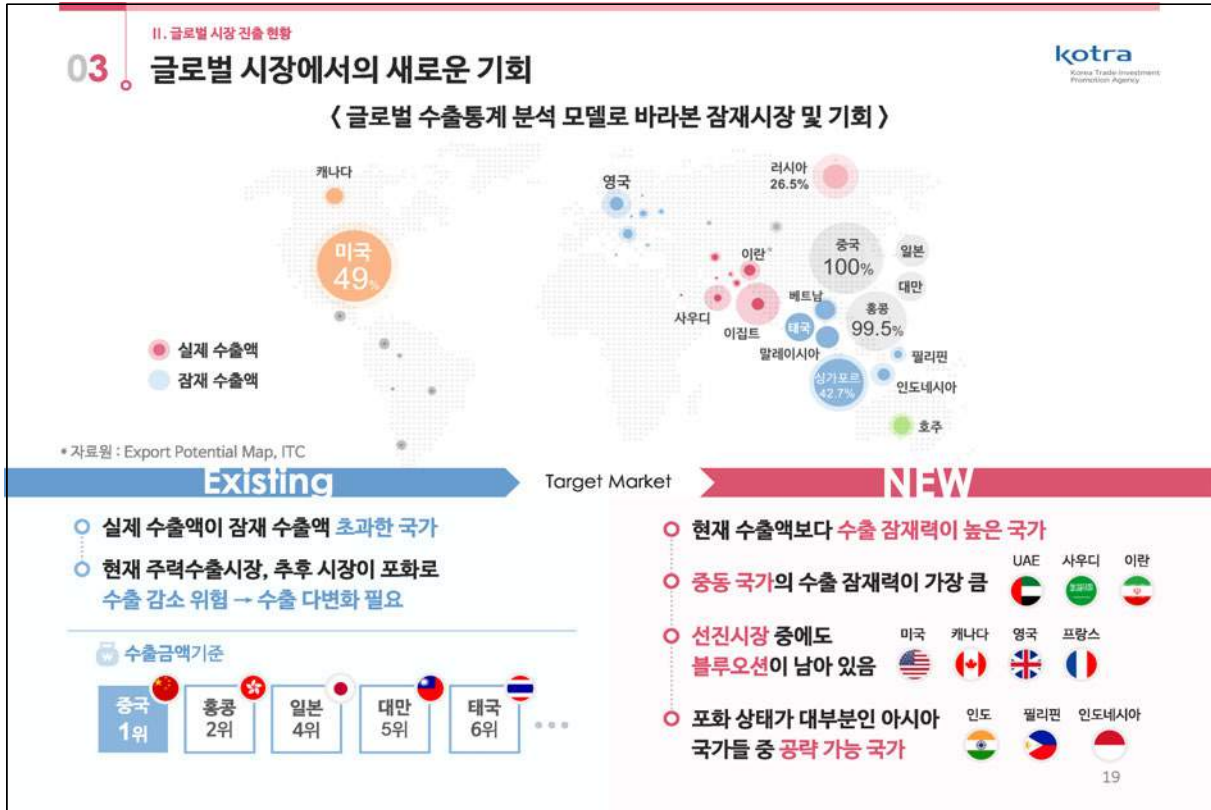 II. 글로벌 시장 진출 현황
03 글로벌 시장에서의 새로운 기회
kotra
Korea Trade-Investment
Promotion Agency
< 글로벌 수출통계 분석 모델로 바라본 잠재시장 및 기회 >
캐나다
미국
49%
영국
러시아
26.5%
이란
중국
100%
일본
대만
사우디
이집트
베트남
태국
말레이시아
홍콩
99.5%
필리핀
싱가포르
42.7%
인도네시아
호주
실제 수출액
잠재 수출액
* 자료원 : Export Potential Map, ITC
Existing
Target Market
NEW
실제 수출액이 잠재 수출액 초과한 국가
현재 주력수출시장, 추후 시장이 포화로
수출 감소 위험 → 수출 다변화 필요
수출금액기준
중국
1위
홍콩
2위
일본
4위
대만
5위
태국
6위
현재 수출액보다 수출 잠재력이 높은 국가
중동 국가의 수출 잠재력이 가장 큼
UAE 사우디 이란
선진시장 중에도
블루오션이 남아 있음
미국 캐나다 영국 프랑스
포화 상태가 대부분인 아시아
국가들 중 공략 가능 국가
인도 필리핀 인도네시아
19